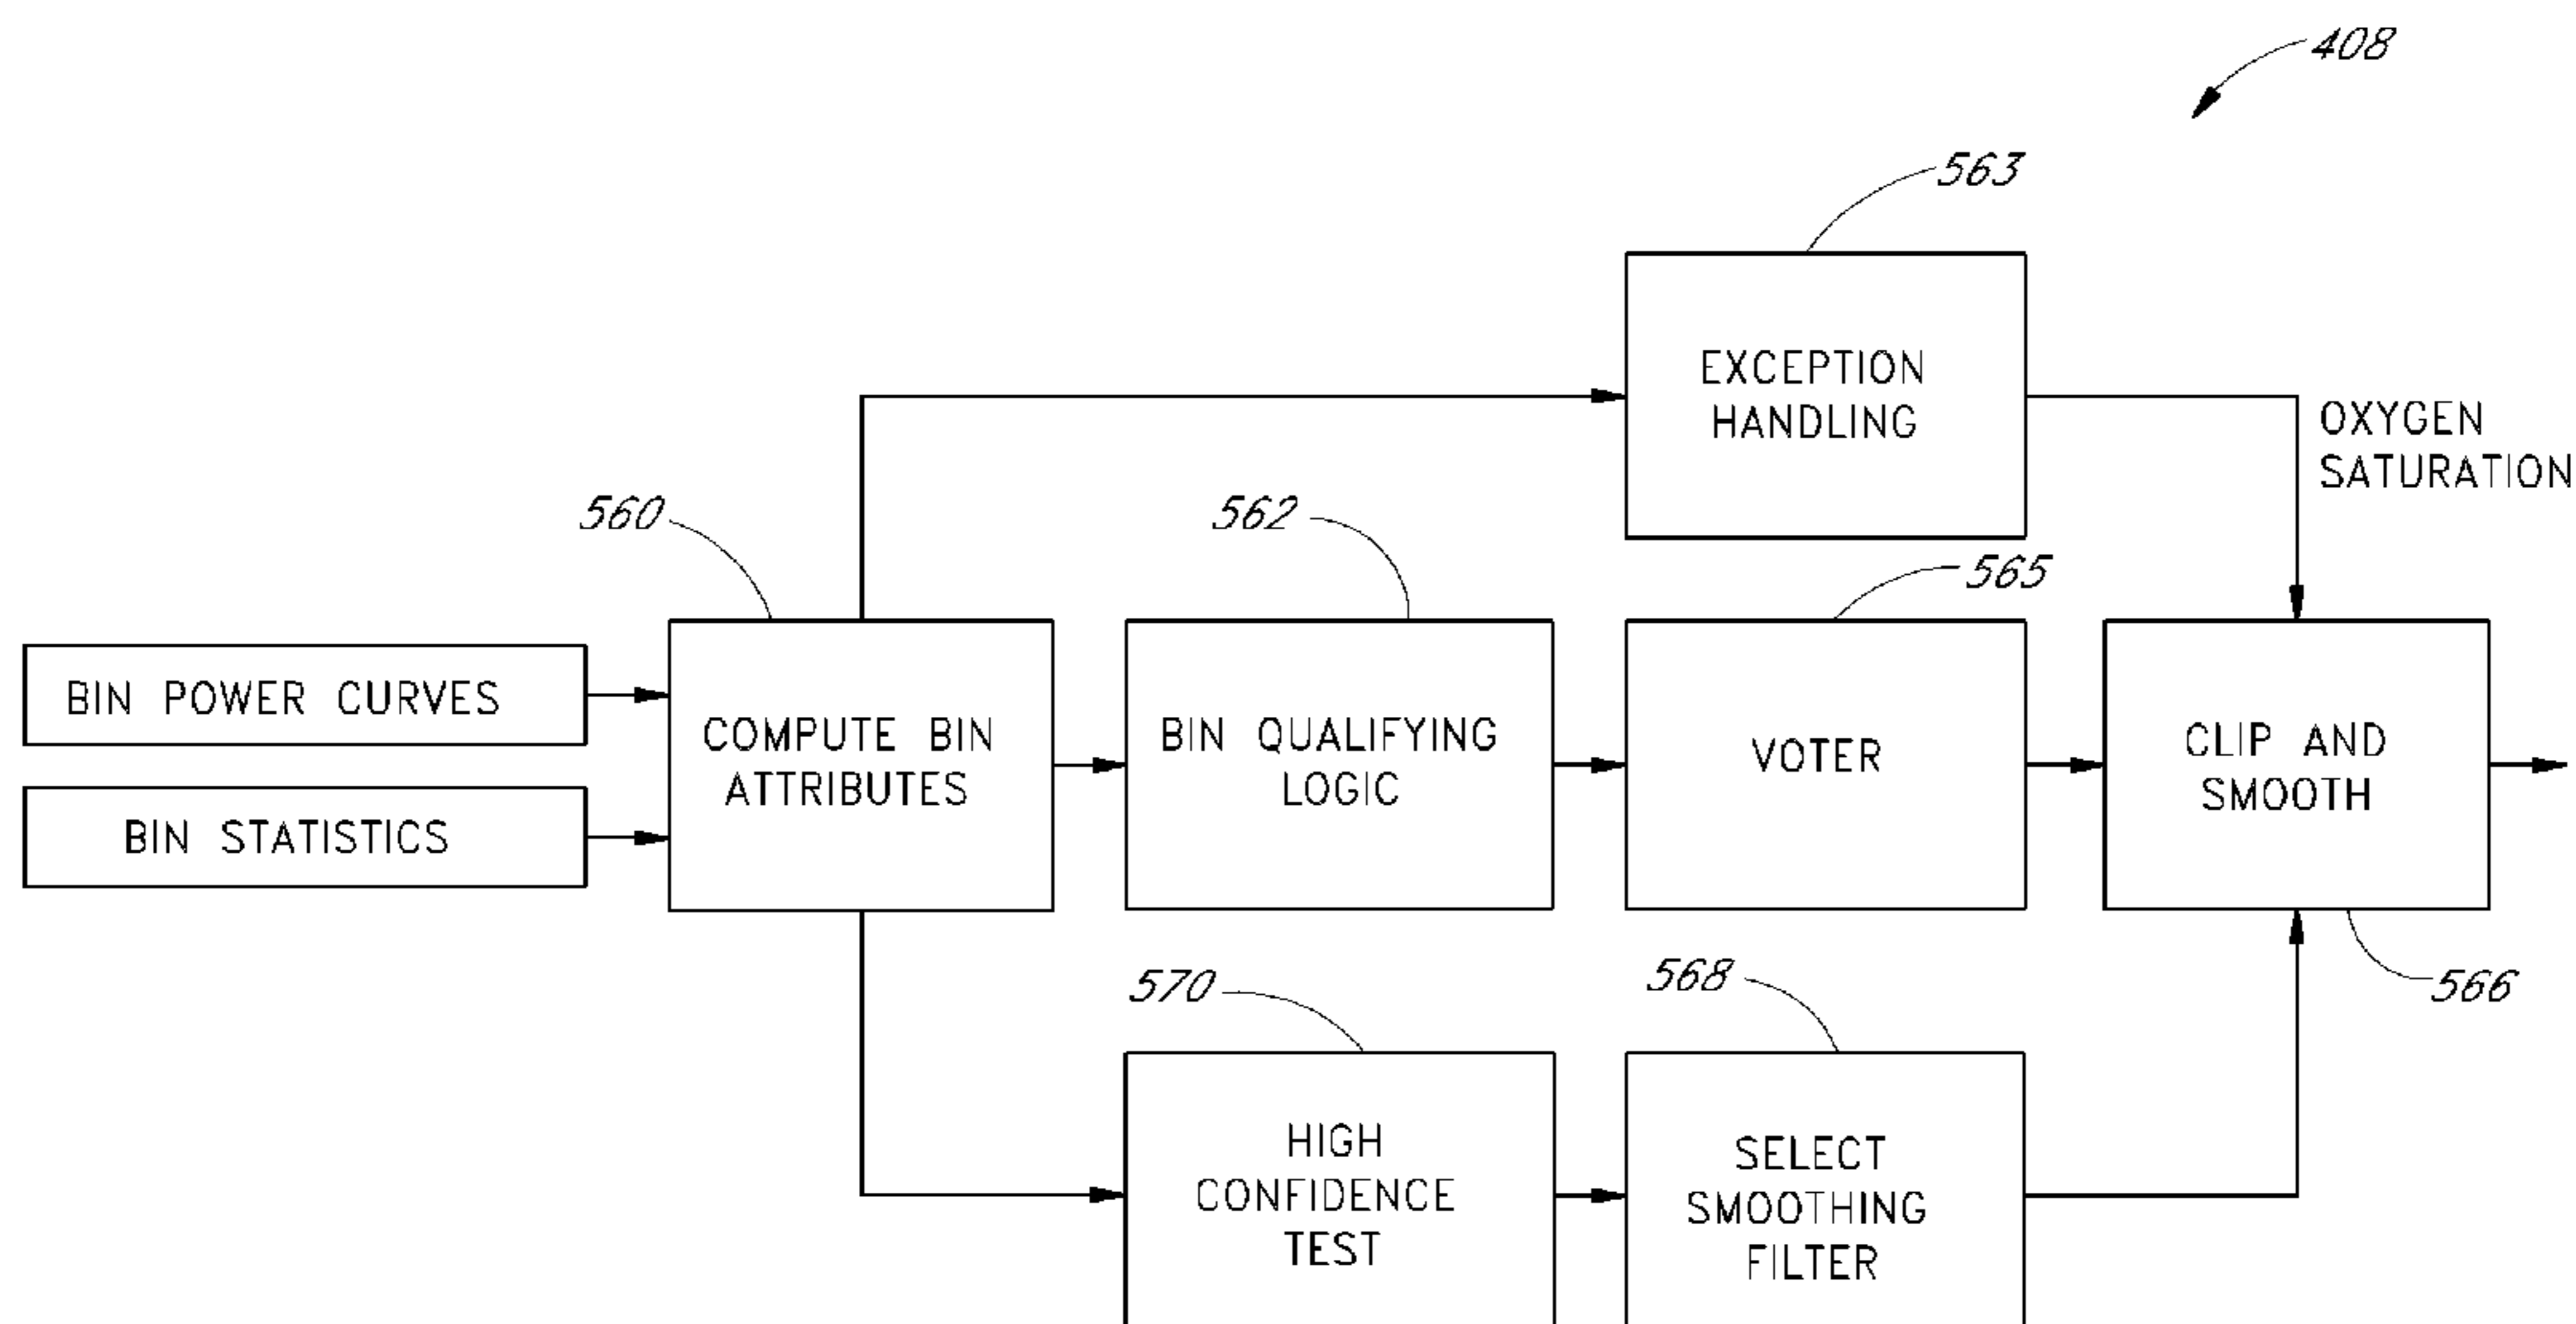 408
563
EXCEPTION
HANDLING
OXYGEN
SATURATION
560
562
565
BIN POWER CURVES
BIN STATISTICS
COMPUTE BIN
ATTRIBUTES
BIN QUALIFYING
LOGIC
VOTER
CLIP AND
SMOOTH
570
568
566
HIGH
CONFIDENCE
TEST
SELECT
SMOOTHING
FILTER